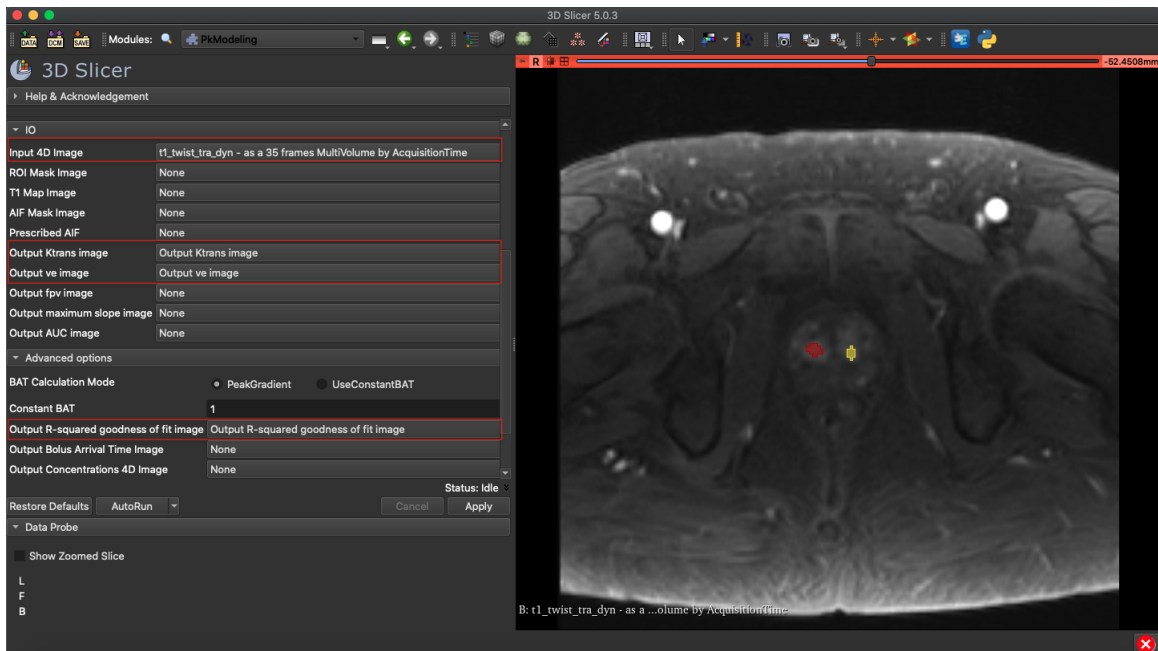 3D Slicer 5.0.3
DATA DCM SAVE Modules: PkModeling
3D Slicer
R -52.4508mm
Help & Acknowledgement
IO
Input 4D Image t1_twist_tra_dyn - as a 35 frames MultiVolume by AcquisitionTime
ROI Mask Image None
T1 Map Image None
AIF Mask Image None
Prescribed AIF None
Output Ktrans image Output Ktrans image
Output ve image Output ve image
Output fpv image None
Output maximum slope image None
Output AUC image None
Advanced options
BAT Calculation Mode PeakGradient UseConstantBAT
Constant BAT 1
Output R-squared goodness of fit image Output R-squared goodness of fit image
Output Bolus Arrival Time Image None
Output Concentrations 4D Image None
Status: Idle
Restore Defaults AutoRun Cancel Apply
Data Probe
Show Zoomed Slice
L
F
B
B: t1_twist_tra_dyn - as a ...olume by AcquisitionTime